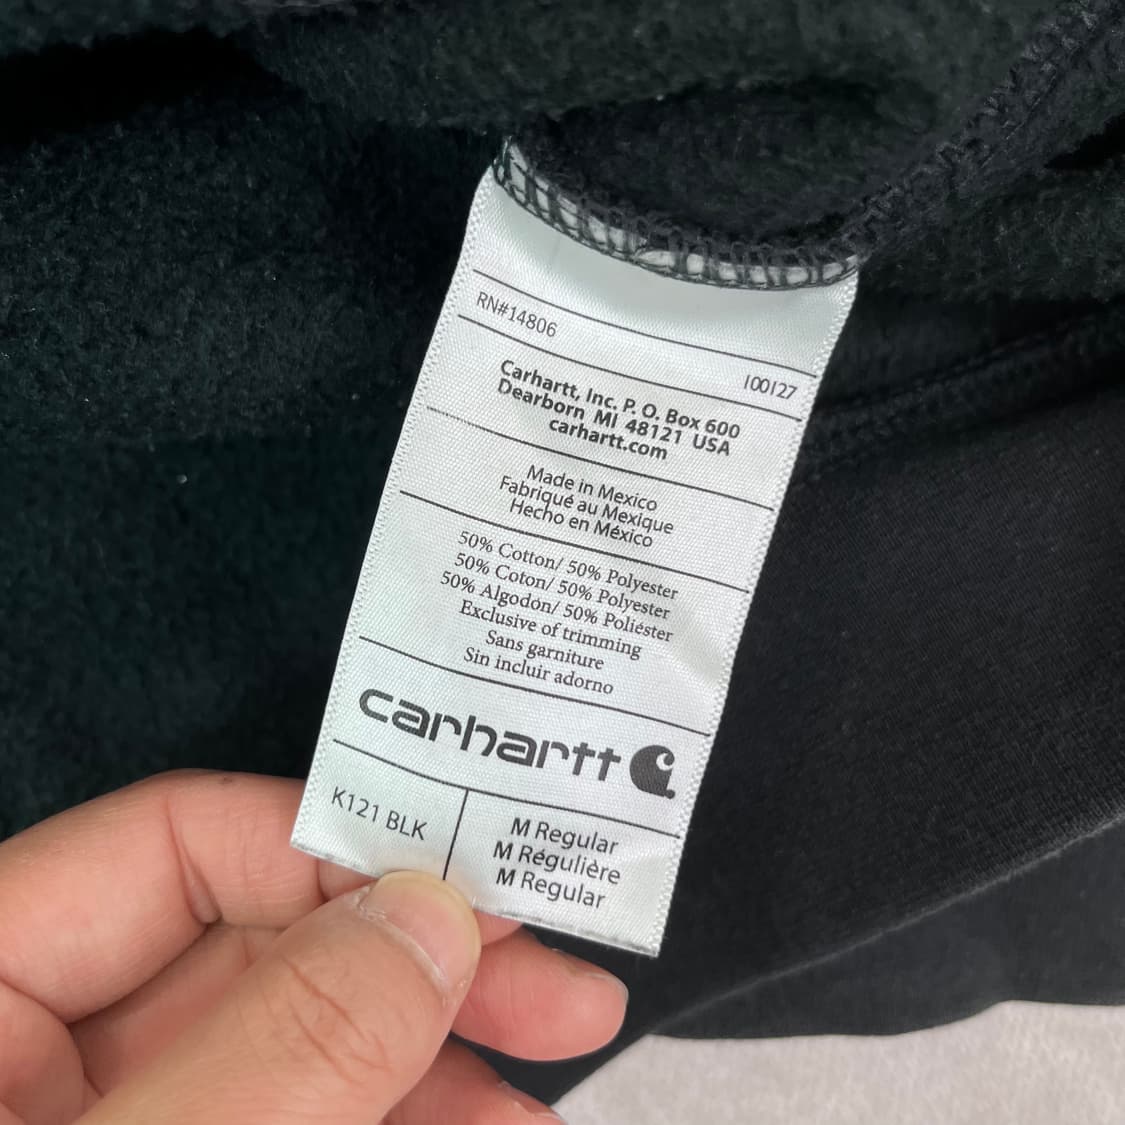 RN#14806
100127
Carhartt, Inc. P. O. Box 600
Dearborn MI 48121 USA
carhartt.com
Made in Mexico
Fabriqué au Mexique
Hecho en México
50% Cotton/ 50% Polyester
50% Coton/ 50% Polyester
50% Algodón/ 50% Poliéster
Exclusive of trimming
Sans garniture
Sin incluir adorno
carhartt
K121 BLK
M Regular
M Régulière
M Regular